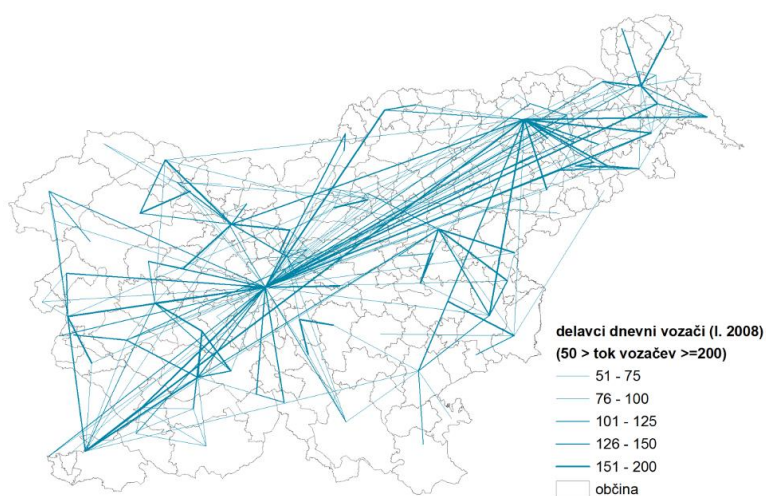 delavci dnevni vozači (l. 2008)
(50 > tok vozačev >=200)
51 - 75
76 - 100
101 - 125
126 - 150
151 - 200
občina